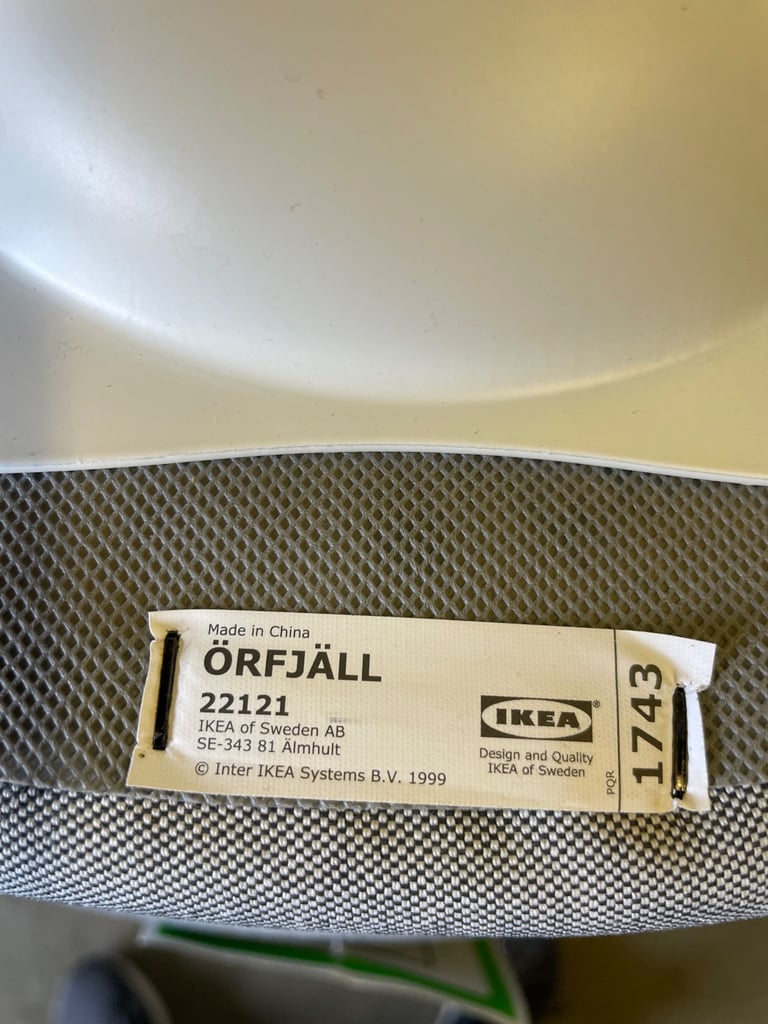 Made in China
ÖRFJÄLL
22121
IKEA of Sweden AB
SE-343 81 Älmhult
© Inter IKEA Systems B.V. 1999
IKEA®
Design and Quality
IKEA of Sweden
PQR
1743